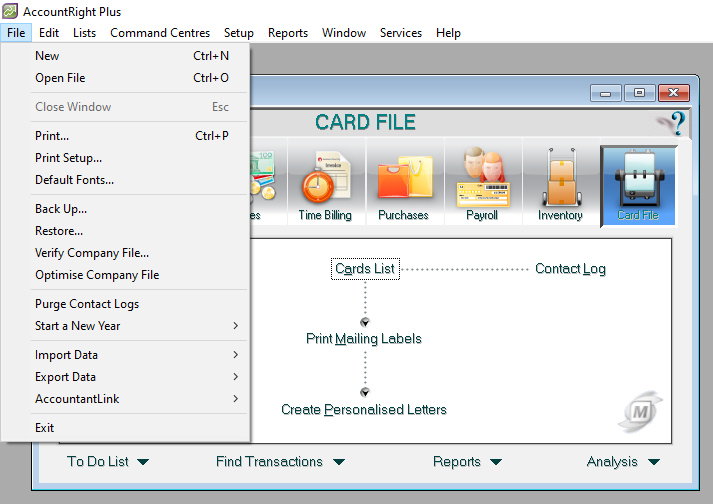 AccountRight Plus
File Edit Lists Command Centres Setup Reports Window Services Help
New Ctrl+N
Open File Ctrl+O
Close Window Esc
Print... Ctrl+P
Print Setup...
Default Fonts...
Back Up...
Restore...
Verify Company File...
Optimise Company File
Purge Contact Logs
Start a New Year
Import Data
Export Data
AccountantLink
Exit
CARD FILE
Time Billing Purchases Payroll Inventory Card File
Cards List Contact Log
Print Mailing Labels
Create Personalised Letters
M
To Do List Find Transactions Reports Analysis